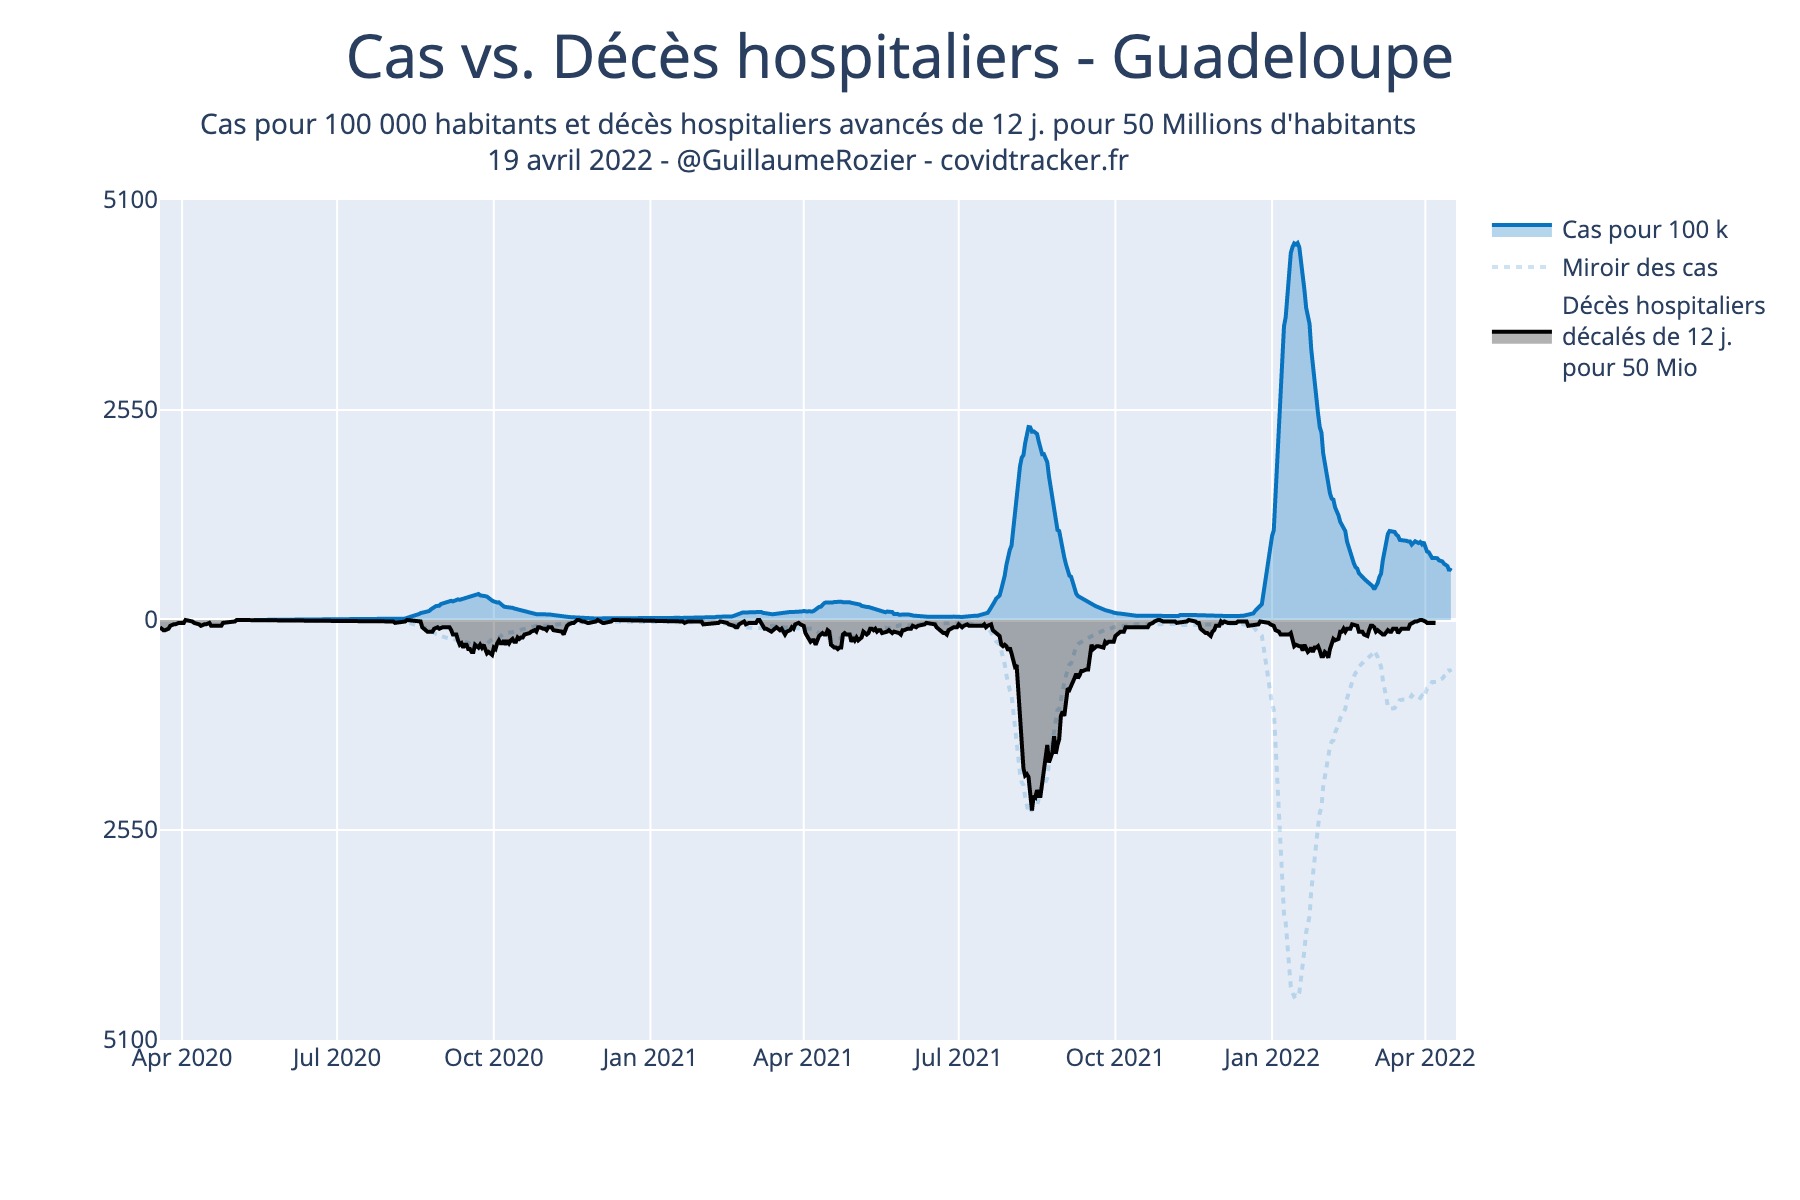 Cas vs. Décès hospitaliers - Guadeloupe
Cas pour 100 000 habitants et décès hospitaliers avancés de 12 j. pour 50 Millions d'habitants
19 avril 2022 - @GuillaumeRozier - covidtracker.fr
5100
2550
0
2550
5100
Apr 2020
Jul 2020
Oct 2020
Jan 2021
Apr 2021
Jul 2021
Oct 2021
Jan 2022
Apr 2022
Cas pour 100 k
Miroir des cas
Décès hospitaliers
décalés de 12 j.
pour 50 Mio